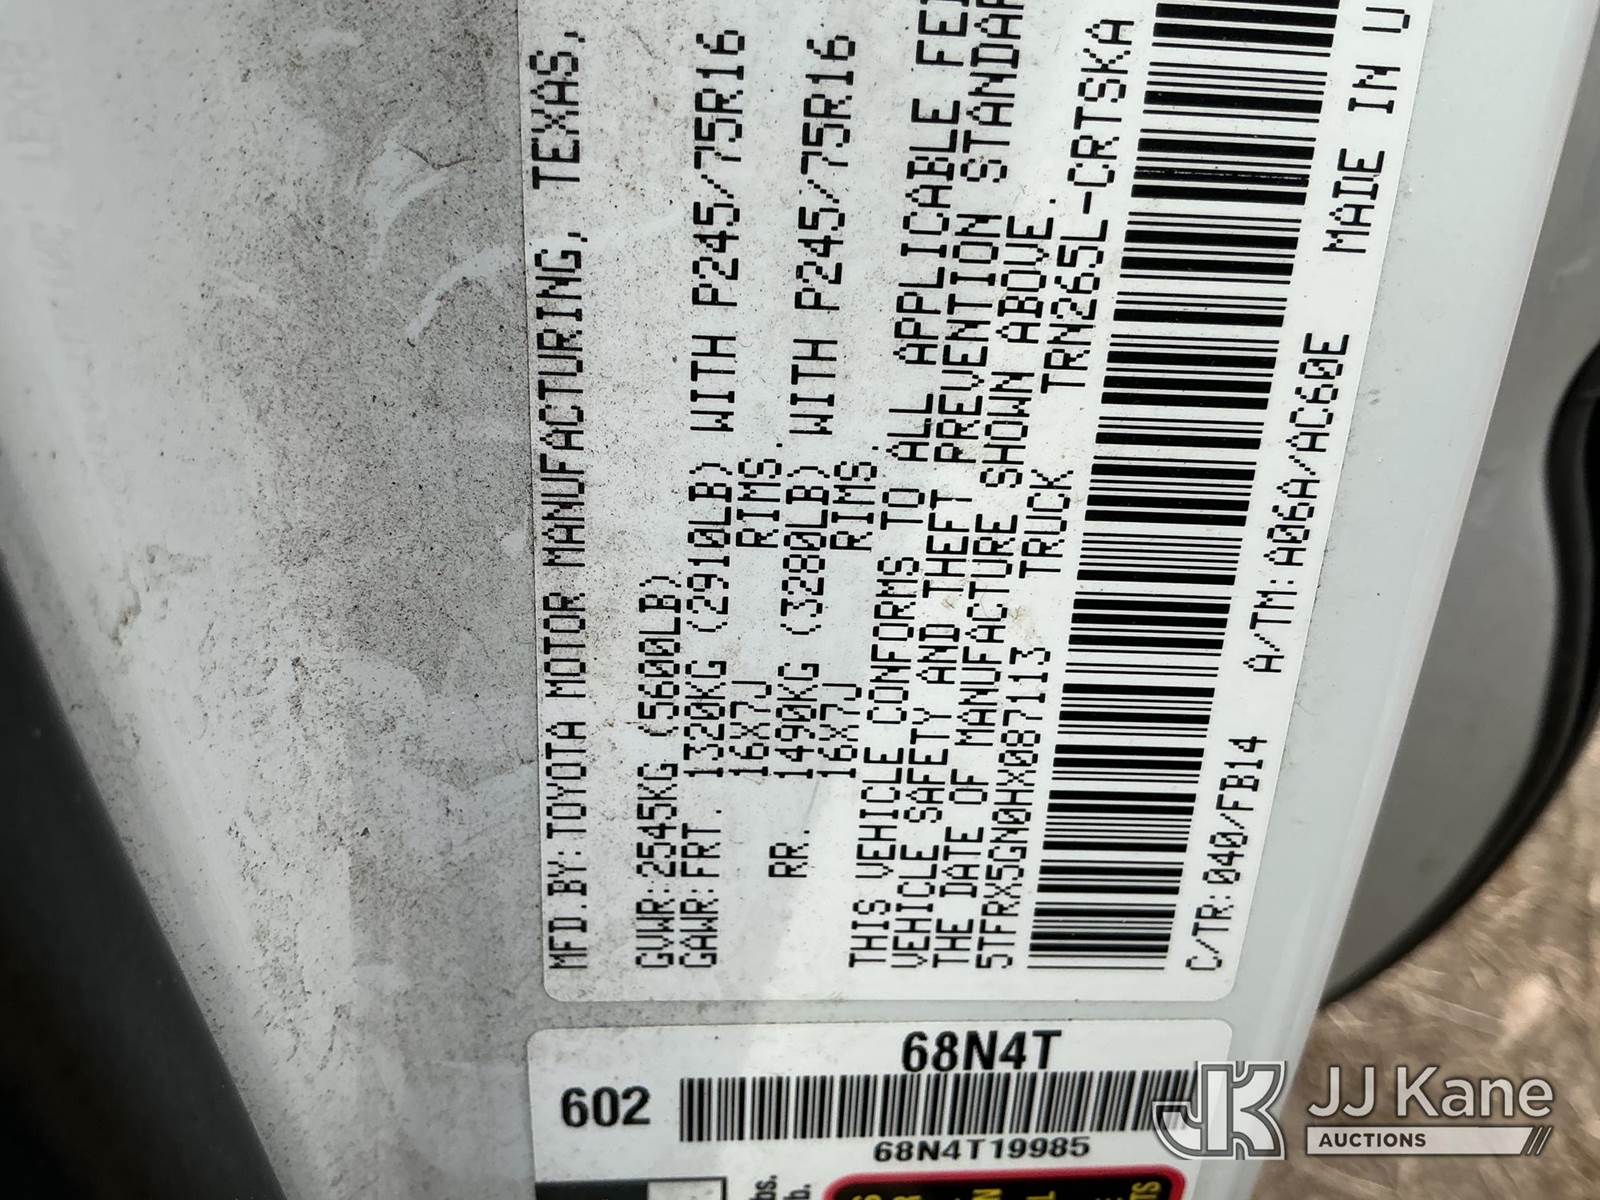 MFD.BY:TOYOTA MOTOR MANUFACTURING, TEXAS,
GVWR:2545KG (5600LB)
GAWR:FRT. 1320KG (2910LB) WITH P245/75R16
16X7J RIMS.
RR. 1490KG (3280LB) WITH P245/75R16
16X7J RIMS.
THIS VEHICLE CONFORMS TO ALL APPLICABLE
VEHICLE SAFETY AND THEFT PREVENTION
THE DATE OF MANUFACTURE SHOWN ABOVE.
5TFRX5GN0HX087113 TRUCK TRN265L-CRTSKA
C/TR:040/FB14 A/TM:A06A/AC60E MADE IN U
68N4T
602
68N4T19985
JK JJ Kane
AUCTIONS